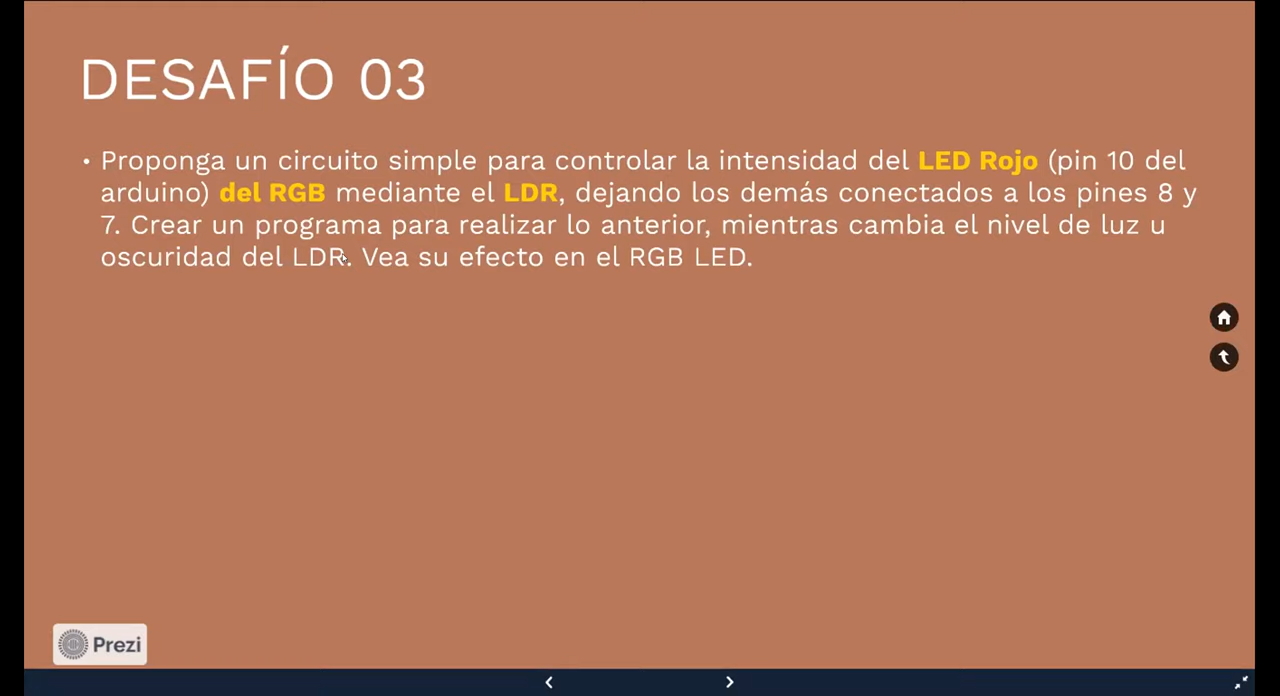 DESAFÍO 03
• Proponga un circuito simple para controlar la intensidad del LED Rojo (pin 10 del
arduino) del RGB mediante el LDR, dejando los demás conectados a los pines 8 y
7. Crear un programa para realizar lo anterior, mientras cambia el nivel de luz u
oscuridad del LDR. Vea su efecto en el RGB LED.
Prezi